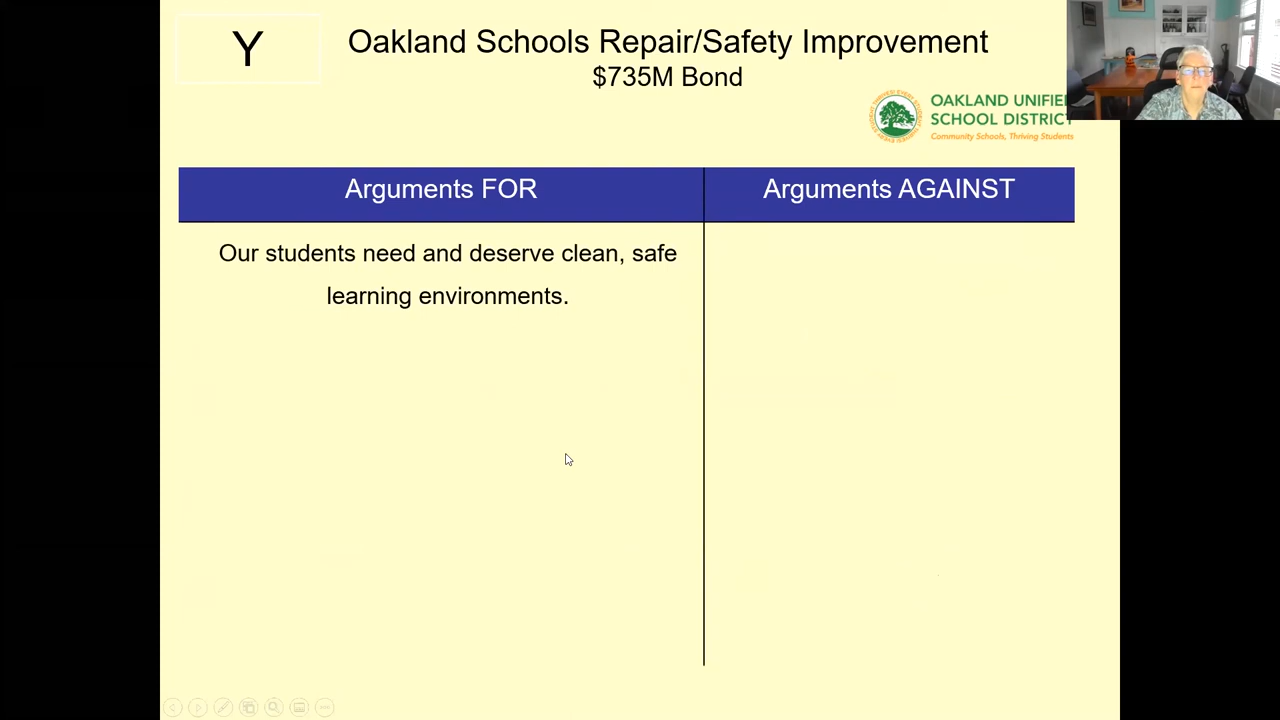 Y
Oakland Schools Repair/Safety Improvement
$735M Bond
OAKLAND UNIFIED
SCHOOL DISTRICT
Community Schools, Thriving Students
Arguments FOR
Arguments AGAINST
Our students need and deserve clean, safe
learning environments.